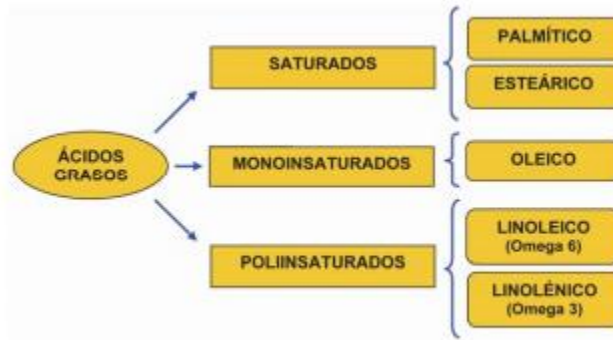 ÁCIDOS
GRASOS
SATURADOS
PALMÍTICO
ESTEÁRICO
MONOINSATURADOS
OLEICO
POLIINSATURADOS
LINOLEICO
(Omega 6)
LINOLÉNICO
(Omega 3)